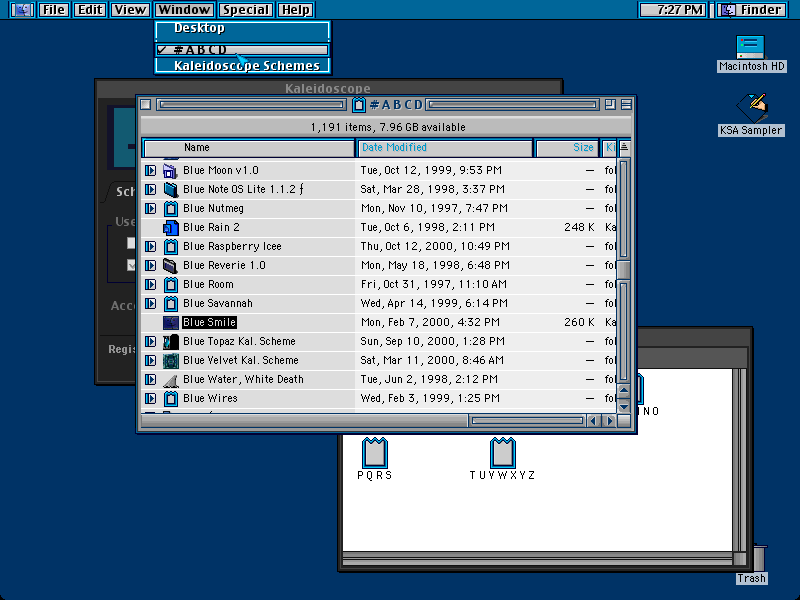 File Edit View Window Special Help 7:27 PM Finder
Desktop
✓ #ABCD
Kaleidoscope Schemes
Macintosh HD
KSA Sampler
Kaleidoscope
#ABCD
1,191 items, 7.96 GB available
Name Date Modified Size Ki
Blue Moon v1.0 Tue, Oct 12, 1999, 9:53 PM — fol
Blue Note OS Lite 1.1.2 ƒ Sat, Mar 28, 1998, 3:37 PM — fol
Blue Nutmeg Mon, Nov 10, 1997, 7:47 PM — fol
Blue Rain 2 Tue, Oct 6, 1998, 2:11 PM 248 K Ka
Blue Raspberry Icee Thu, Oct 12, 2000, 10:49 PM — fol
Blue Reverie 1.0 Mon, May 18, 1998, 6:48 PM — fol
Blue Room Fri, Oct 31, 1997, 11:10 AM — fol
Blue Savannah Wed, Apr 14, 1999, 6:14 PM — fol
Blue Smile Mon, Feb 7, 2000, 4:32 PM 260 K Ka
Blue Topaz Kal. Scheme Sun, Sep 10, 2000, 1:28 PM — fol
Blue Velvet Kal. Scheme Sat, Mar 11, 2000, 8:46 AM — fol
Blue Water, White Death Tue, Jun 2, 1998, 2:12 PM — fol
Blue Wires Wed, Feb 3, 1999, 1:25 PM — fol
Sch
Use
Acc
Regis
NO
PQRS
TUVWXYZ
Trash